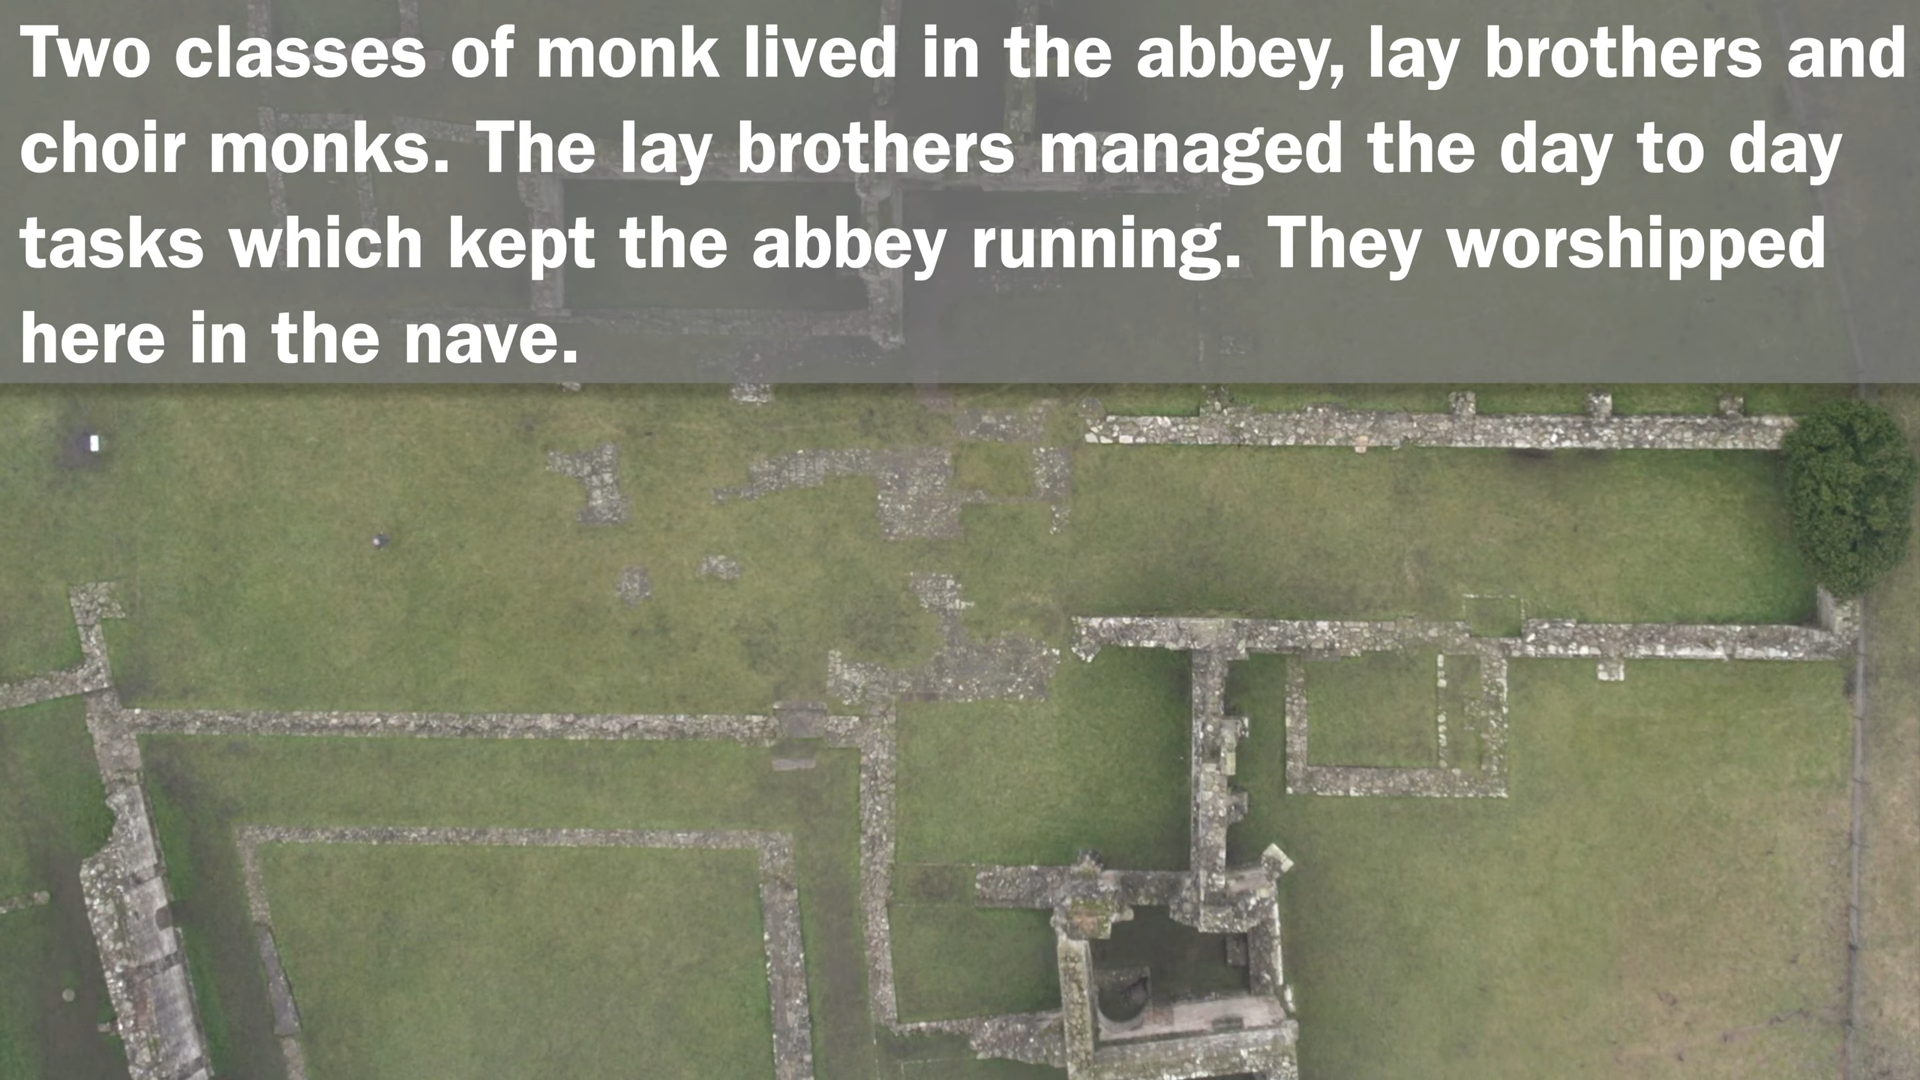 Two classes of monk lived in the abbey, lay brothers and
choir monks. The lay brothers managed the day to day
tasks which kept the abbey running. They worshipped
here in the nave.